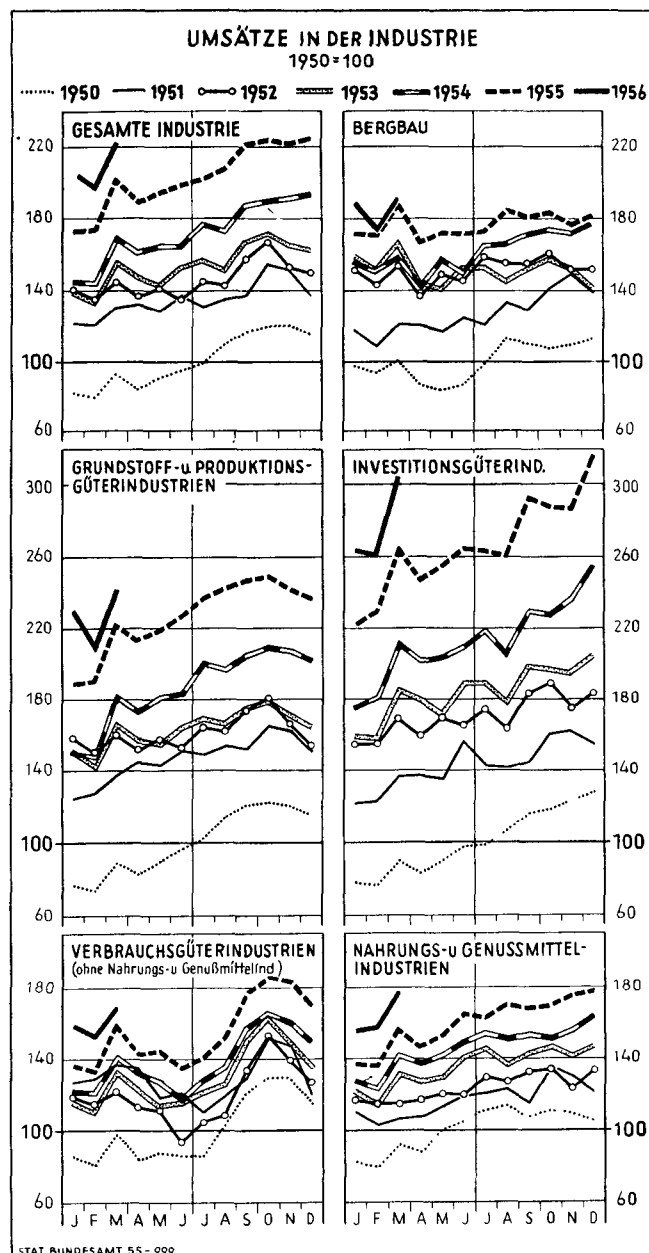 UMSÄTZE IN DER INDUSTRIE
1950=100
1950 1951 1952 1953 1954 1955 1956
GESAMTE INDUSTRIE
BERGBAU
220 220
180 180
140 140
100 100
60 60
GRUNDSTOFF-u PRODUKTIONS-
GÜTERINDUSTRIEN
INVESTITIONSGÜTERIND.
300 300
260 260
220 220
180 180
140 140
100 100
60 60
VERBRAUCHSGÜTERINDUSTRIEN
(ohne Nahrungs-u Genußmittelind)
NAHRUNGS-u GENUSSMITTEL-
INDUSTRIEN
180 180
140 140
100 100
60 60
J F M A M J J A S O N D J F M A M J J A S O N D
STAT BUNDESAMT 55-